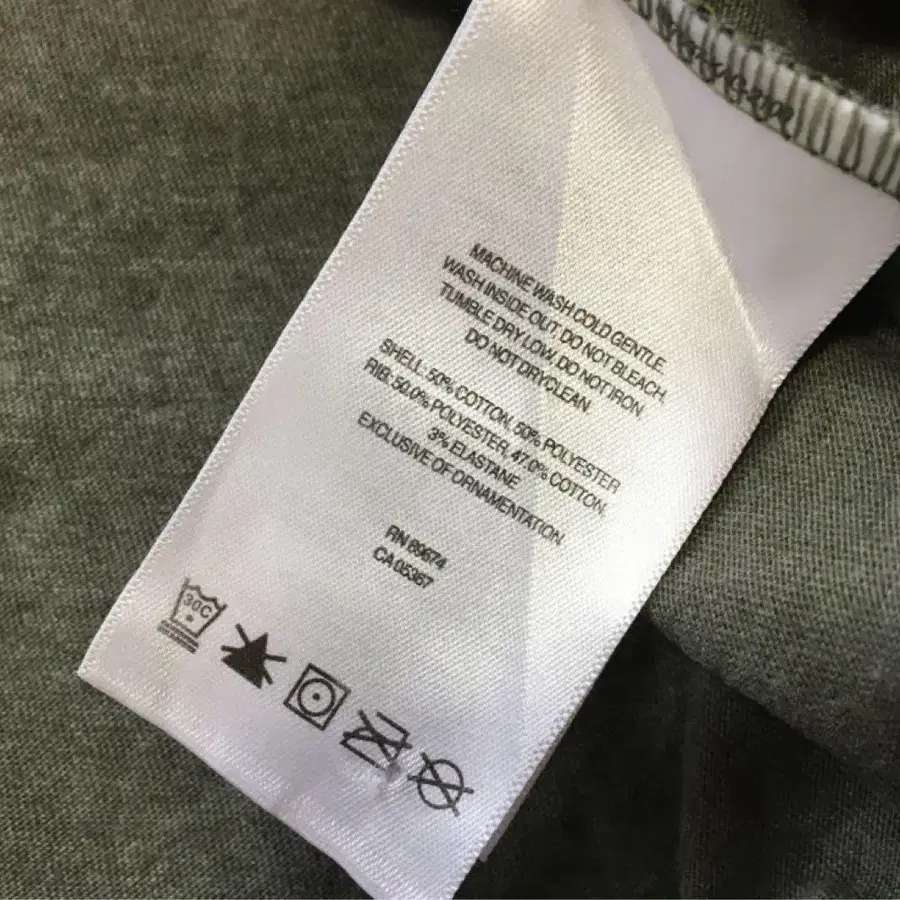 MACHINE WASH COLD GENTLE.
WASH INSIDE OUT. DO NOT BLEACH.
TUMBLE DRY LOW. DO NOT IRON.
DO NOT DRYCLEAN.
SHELL: 50% COTTON, 50% POLYESTER
RIB: 50.0% POLYESTER, 47.0% COTTON,
3% ELASTANE
EXCLUSIVE OF ORNAMENTATION.
RN 69674
CA 05367
30C